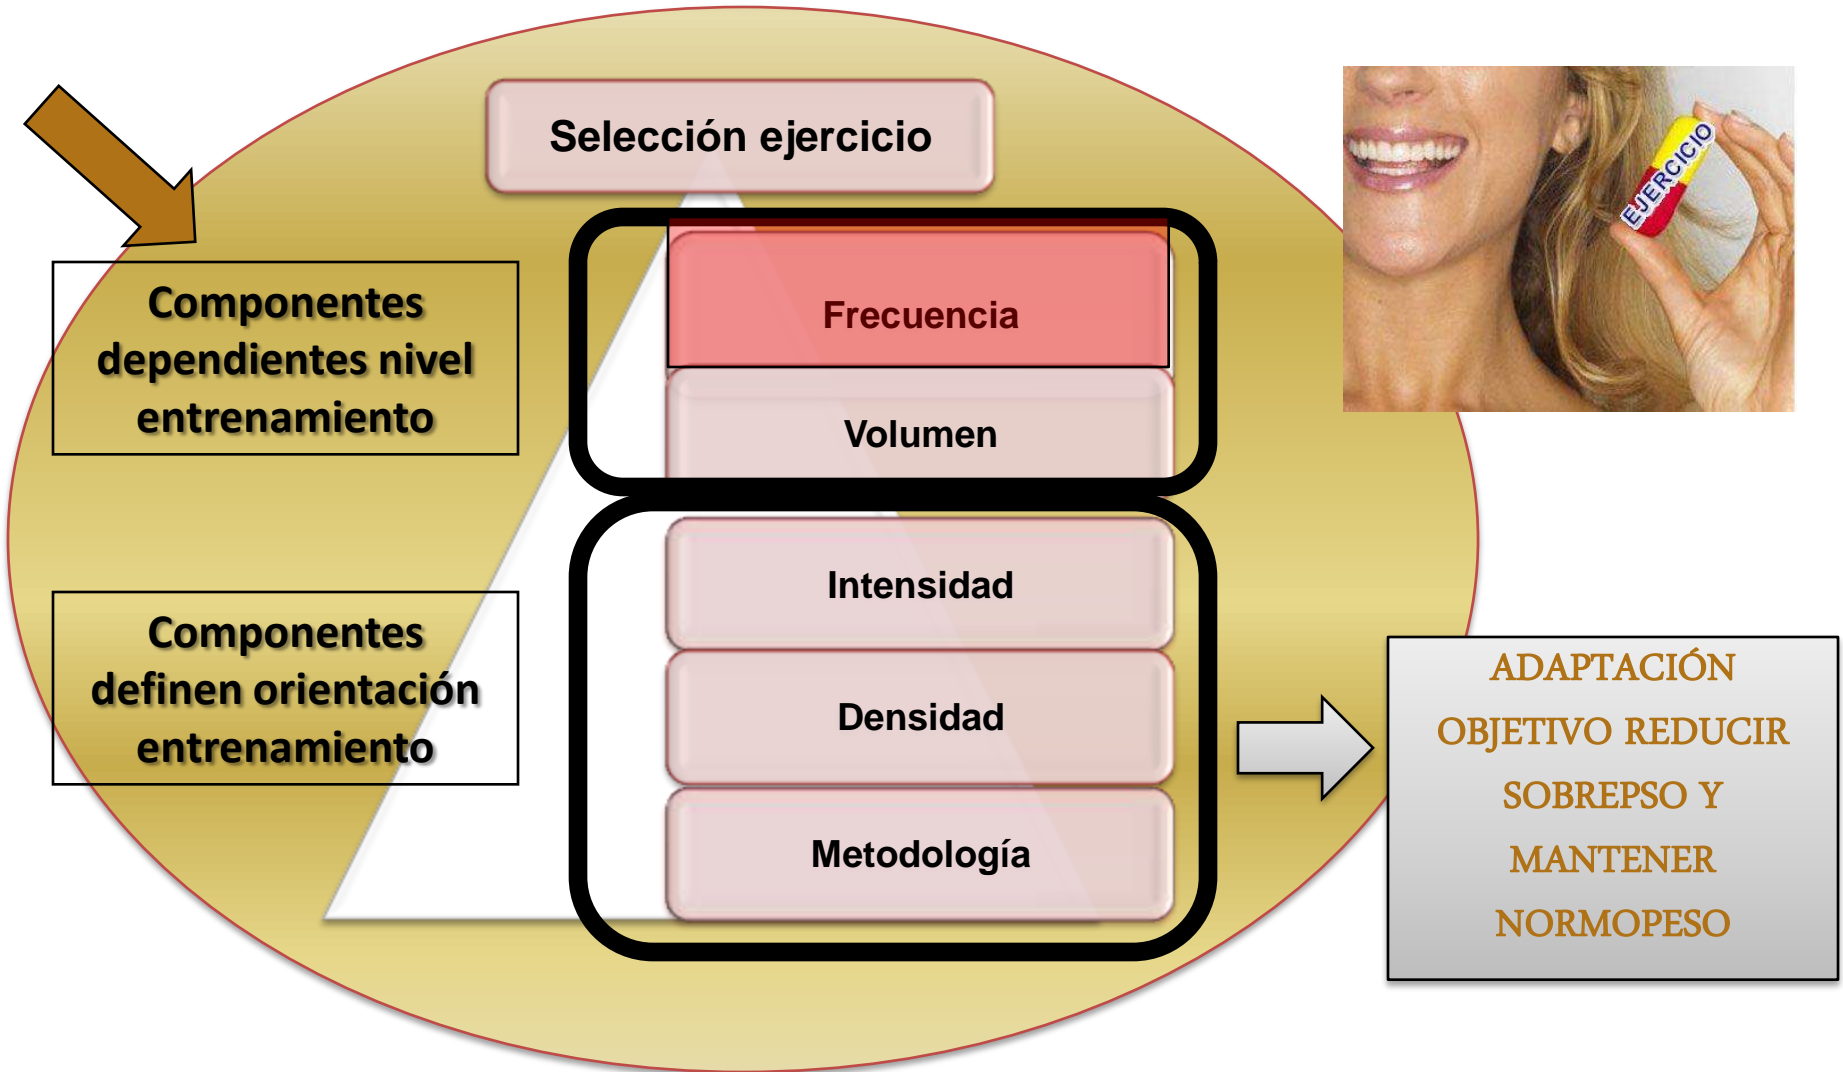 Selección ejercicio
EJERCICIO
Componentes
dependientes nivel
entrenamiento
Frecuencia
Volumen
Componentes
definen orientación
entrenamiento
Intensidad
Densidad
Metodología
ADAPTACIÓN
OBJETIVO REDUCIR
SOBREPSO Y
MANTENER
NORMOPESO